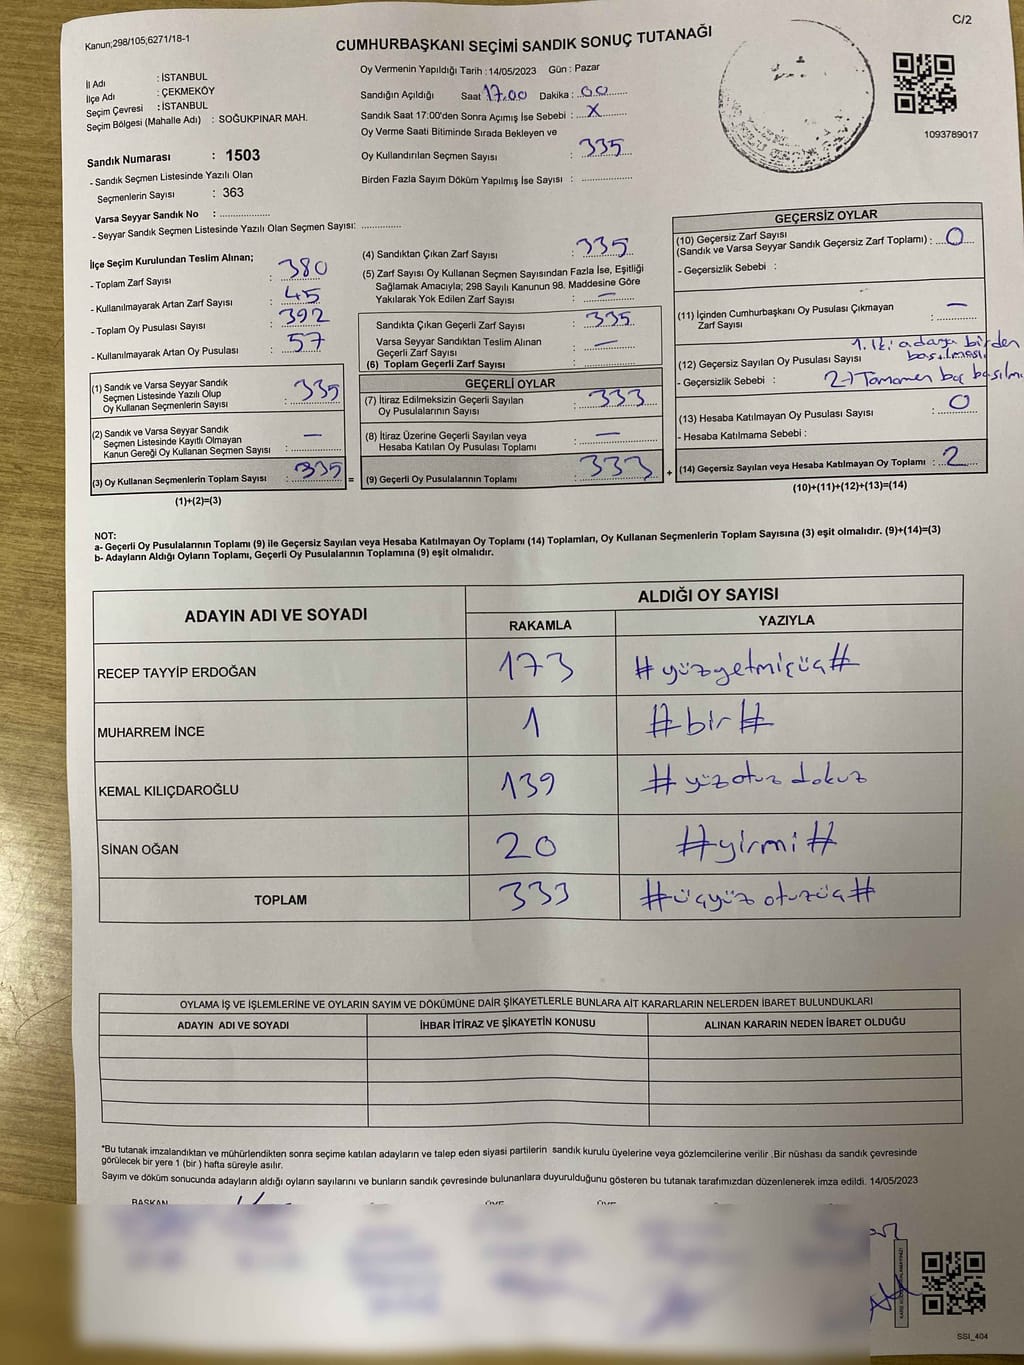 Kanun;298/105,6271/18-1
C/2
CUMHURBAŞKANI SEÇİMİ SANDIK SONUÇ TUTANAĞI
İl Adı : İSTANBUL
İlçe Adı : ÇEKMEKÖY
Seçim Çevresi : İSTANBUL
Seçim Bölgesi (Mahalle Adı) : SOĞUKPINAR MAH.
Sandık Numarası : 1503
- Sandık Seçmen Listesinde Yazılı Olan
Seçmenlerin Sayısı : 363
Varsa Seyyar Sandık No : ....................
- Seyyar Sandık Seçmen Listesinde Yazılı Olan Seçmen Sayısı: ..............
Oy Vermenin Yapıldığı Tarih : 14/05/2023 Gün : Pazar
Sandığın Açıldığı Saat 17.00 Dakika : 00
Sandık Saat 17:00'den Sonra Açımış İse Sebebi : X
Oy Verme Saati Bitiminde Sırada Bekleyen ve
Oy Kullandırılan Seçmen Sayısı : 335
Birden Fazla Sayım Döküm Yapılmış İse Sayısı : ..................
1093789017
İlçe Seçim Kurulundan Teslim Alınan;
- Toplam Zarf Sayısı : 380
- Kullanılmayarak Artan Zarf Sayısı : 45
- Toplam Oy Pusulası Sayısı : 392
- Kullanılmayarak Artan Oy Pusulası : 57
(1) Sandık ve Varsa Seyyar Sandık
Seçmen Listesinde Yazılı Olup
Oy Kullanan Seçmenlerin Sayısı : 335
(2) Sandık ve Varsa Seyyar Sandık
Seçmen Listesinde Kayıtlı Olmayan
Kanun Gereği Oy Kullanan Seçmen Sayısı : —
(3) Oy Kullanan Seçmenlerin Toplam Sayısı : 335 =
(1)+(2)=(3)
(4) Sandıktan Çıkan Zarf Sayısı : 335
(5) Zarf Sayısı Oy Kullanan Seçmen Sayısından Fazla İse, Eşitliği
Sağlamak Amacıyla; 298 Sayılı Kanunun 98. Maddesine Göre
Yakılarak Yok Edilen Zarf Sayısı : —
Sandıkta Çıkan Geçerli Zarf Sayısı : 335
Varsa Seyyar Sandıktan Teslim Alınan
Geçerli Zarf Sayısı : —
(6) Toplam Geçerli Zarf Sayısı
GEÇERLİ OYLAR
(7) İtiraz Edilmeksizin Geçerli Sayılan
Oy Pusulalarının Sayısı : 333
(8) İtiraz Üzerine Geçerli Sayılan veya
Hesaba Katılan Oy Pusulası Toplamı : —
(9) Geçerli Oy Pusulalarının Toplamı : 333 +
GEÇERSİZ OYLAR
(10) Geçersiz Zarf Sayısı
(Sandık ve Varsa Seyyar Sandık Geçersiz Zarf Toplamı) : 0
- Geçersizlik Sebebi :
(11) İçinden Cumhurbaşkanı Oy Pusulası Çıkmayan
Zarf Sayısı : —
1. İki adaya birden
basılması
(12) Geçersiz Sayılan Oy Pusulası Sayısı
- Geçersizlik Sebebi : 2-) Tamamen boş basılmı
(13) Hesaba Katılmayan Oy Pusulası Sayısı : 0
- Hesaba Katılmama Sebebi :
(14) Geçersiz Sayılan veya Hesaba Katılmayan Oy Toplamı : 2
(10)+(11)+(12)+(13)=(14)
NOT:
a- Geçerli Oy Pusulalarının Toplamı (9) ile Geçersiz Sayılan veya Hesaba Katılmayan Oy Toplamı (14) Toplamları, Oy Kullanan Seçmenlerin Toplam Sayısına (3) eşit olmalıdır. (9)+(14)=(3)
b- Adayların Aldığı Oyların Toplamı, Geçerli Oy Pusulalarının Toplamına (9) eşit olmalıdır.
ADAYIN ADI VE SOYADI ALDIĞI OY SAYISI
RAKAMLA YAZIYLA
RECEP TAYYİP ERDOĞAN 173 #yüzyetmişüç#
MUHARREM İNCE 1 #bir#
KEMAL KILIÇDAROĞLU 139 #yüzotuz dokuz
SİNAN OĞAN 20 #yirmi#
TOPLAM 333 #üçyüz otuzüç#
OYLAMA İŞ VE İŞLEMLERİNE VE OYLARIN SAYIM VE DÖKÜMÜNE DAİR ŞİKAYETLERLE BUNLARA AİT KARARLARIN NELERDEN İBARET BULUNDUKLARI
ADAYIN ADI VE SOYADI İHBAR İTİRAZ VE ŞİKAYETİN KONUSU ALINAN KARARIN NEDEN İBARET OLDUĞU
*Bu tutanak imzalandıktan ve mühürlendikten sonra seçime katılan adayların ve talep eden siyasi partilerin sandık kurulu üyelerine veya gözlemcilerine verilir .Bir nüshası da sandık çevresinde
görülecek bir yere 1 (bir ) hafta süreyle asılır.
Sayım ve döküm sonucunda adayların aldığı oyların sayılarını ve bunların sandık çevresinde bulunanlara duyurulduğunu gösteren bu tutanak tarafımızdan düzenlenerek imza edildi. 14/05/2023
BAŞKAN
SSI_404